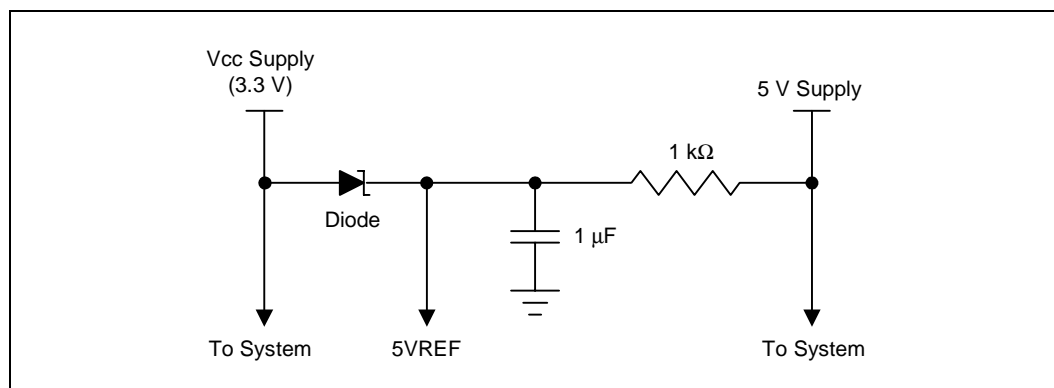 Vcc Supply
(3.3 V)
5 V Supply
1 kΩ
Diode
1 μF
To System
5VREF
To System